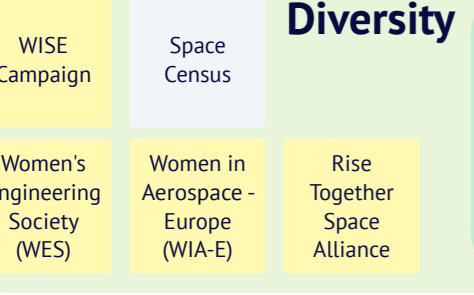 Diversity
WISE
Campaign
Space
Census
Women's
ngineering
Society
(WES)
Women in
Aerospace -
Europe
(WIA-E)
Rise
Together
Space
Alliance